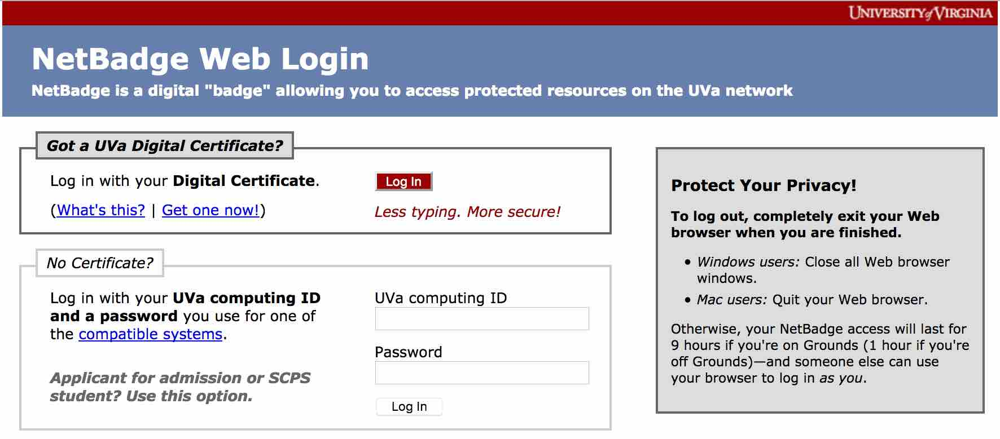 UNIVERSITY of VIRGINIA
NetBadge Web Login
NetBadge is a digital "badge" allowing you to access protected resources on the UVa network
Got a UVa Digital Certificate?
Log in with your Digital Certificate.
Log In
(What's this? | Get one now!)
Less typing. More secure!
No Certificate?
Log in with your UVa computing ID
and a password you use for one of
the compatible systems.
Applicant for admission or SCPS
student? Use this option.
UVa computing ID
Password
Log In
Protect Your Privacy!
To log out, completely exit your Web
browser when you are finished.
• Windows users: Close all Web browser
windows.
• Mac users: Quit your Web browser.
Otherwise, your NetBadge access will last for
9 hours if you're on Grounds (1 hour if you're
off Grounds)—and someone else can use
your browser to log in as you.